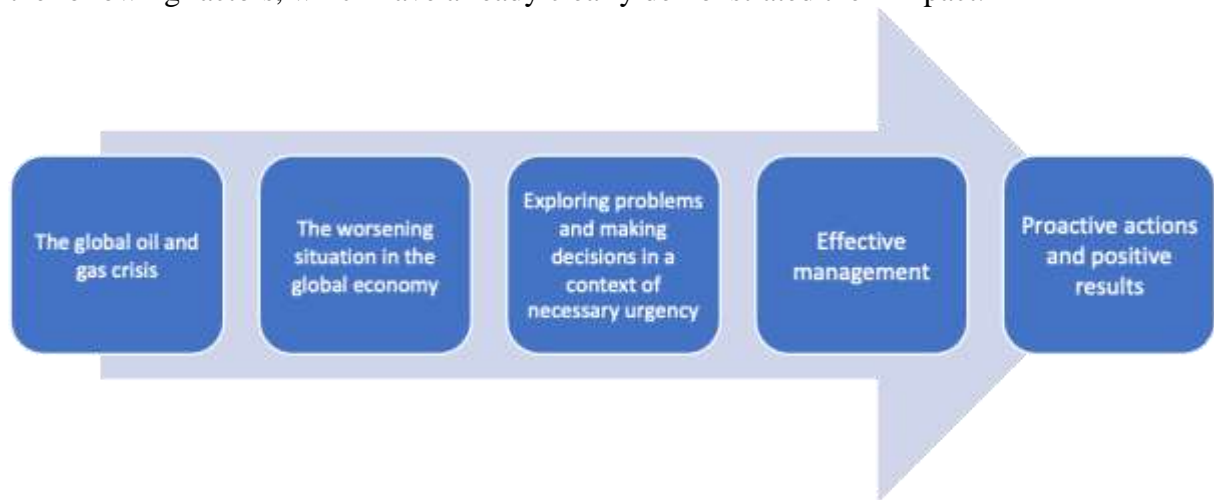 The global oil and
gas crisis
The worsening
situation in the
global economy
Exploring problems
and making
decisions in a
context of
necessary urgency
Effective
management
Proactive actions
and positive
results